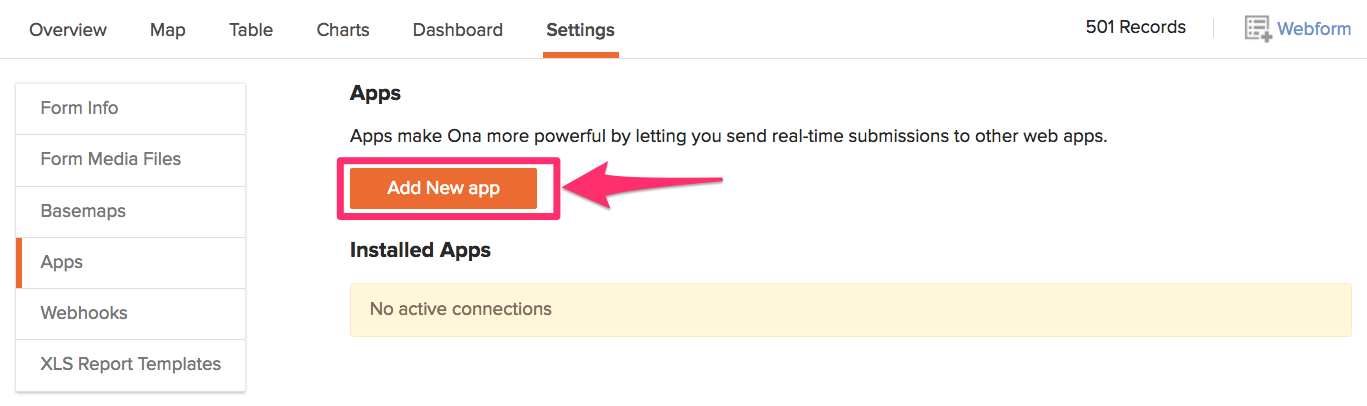 Overview Map Table Charts Dashboard Settings 501 Records Webform
Form Info
Form Media Files
Basemaps
Apps
Webhooks
XLS Report Templates
Apps
Apps make Ona more powerful by letting you send real-time submissions to other web apps.
Add New app
Installed Apps
No active connections